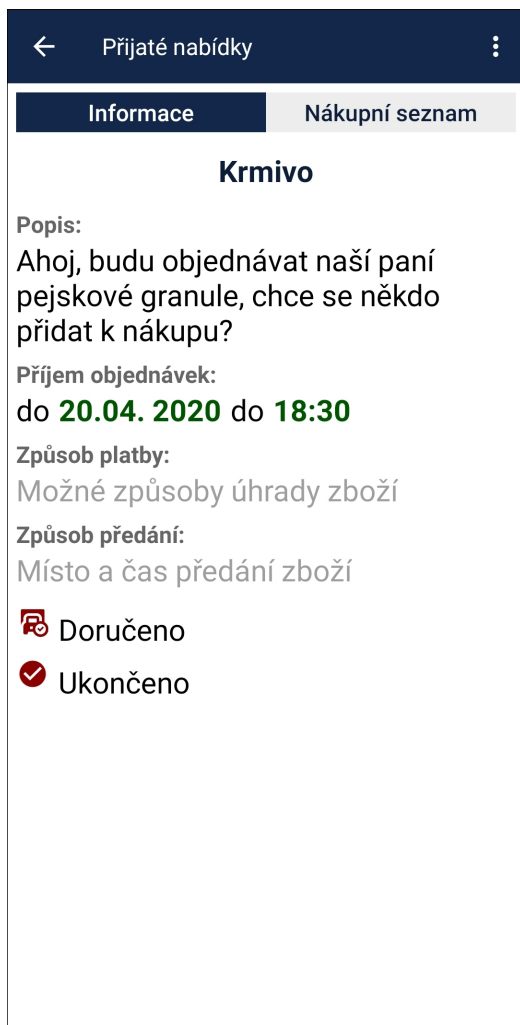 Přijaté nabídky
Informace
Nákupní seznam
Krmivo
Popis:
Ahoj, budu objednávat naší paní
pejskové granule, chce se někdo
přidat k nákupu?
Příjem objednávek:
do 20.04. 2020 do 18:30
Způsob platby:
Možné způsoby úhrady zboží
Způsob předání:
Místo a čas předání zboží
Doručeno
Ukončeno